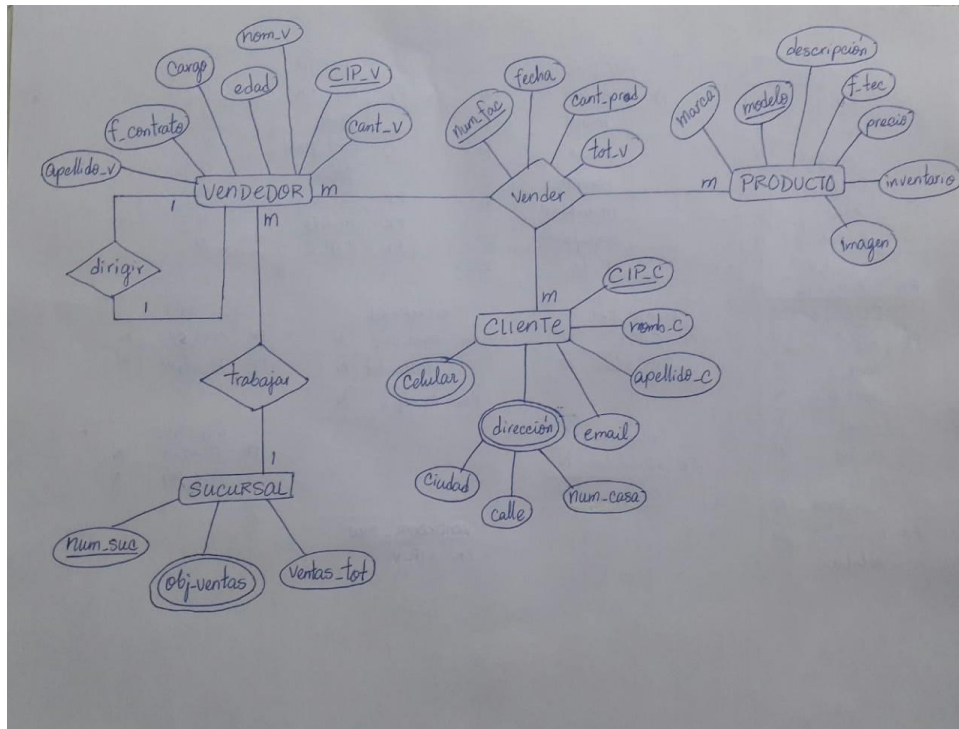 nom_v
descripción
cargo
edad
CIP_V
fecha
f_tec
f_contrato
cant_v
num_fac
cant_prod
marca
modelo
precio
apellido_v
tot_v
VENDEDOR
m
vender
m
PRODUCTO
inventario
1
m
imagen
dirigir
1
m
CIP_C
CLIENTE
nomb_c
celular
apellido_c
trabajar
dirección
email
ciudad
calle
num_casa
1
SUCURSAL
num_suc
obj_ventas
ventas_tot